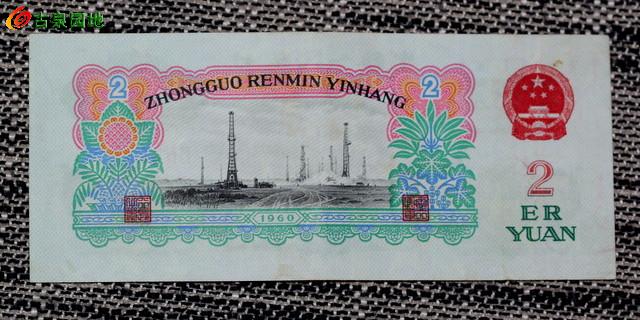 古泉园地
2
ZHONGGUO RENMIN YINHANG
2
2
ER
YUAN
1960